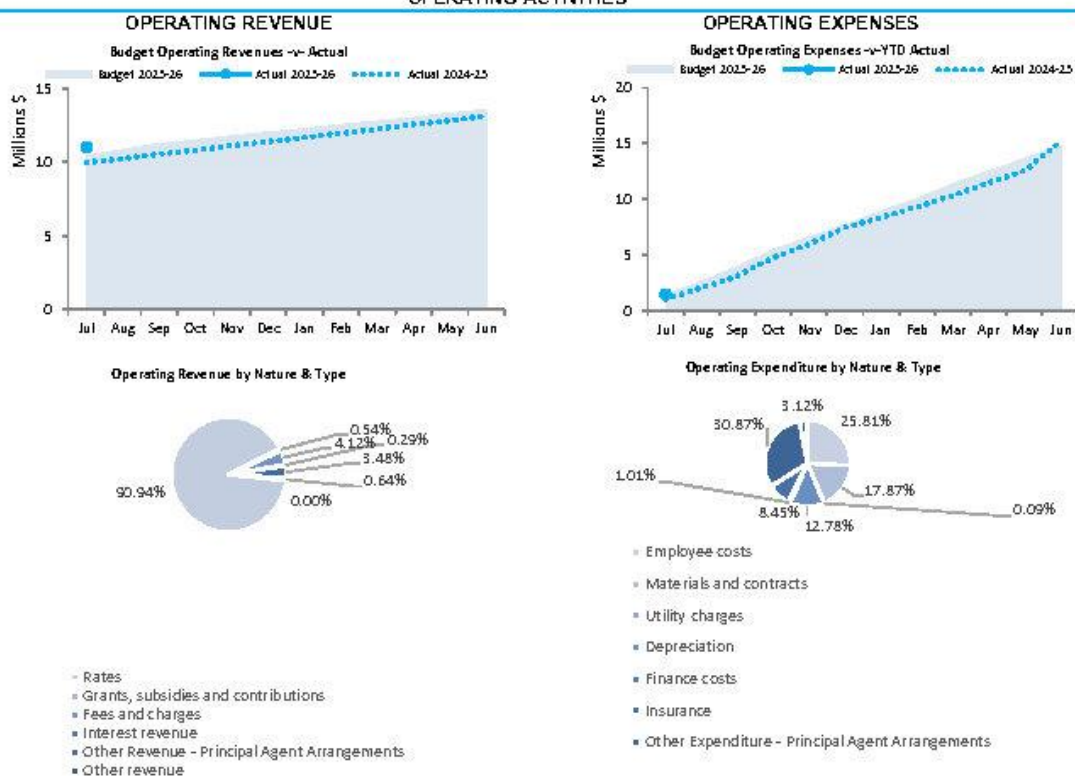 OPERATING ACTIVITIES
OPERATING REVENUE
Budget Operating Revenues -v- Actual
Budget 2025-26 Actual 2025-26 Actual 2024-25
Millions $
15
10
5
0
Jul Aug Sep Oct Nov Dec Jan Feb Mar Apr May Jun
OPERATING EXPENSES
Budget Operating Expenses -v-YTD Actual
Budget 2025-26 Actual 2025-26 Actual 2024-25
Millions $
20
15
10
5
0
Jul Aug Sep Oct Nov Dec Jan Feb Mar Apr May Jun
Operating Revenue by Nature & Type
0.54%
4.12%
0.29%
3.48%
0.64%
0.00%
90.94%
Rates
Grants, subsidies and contributions
Fees and charges
Interest revenue
Other Revenue - Principal Agent Arrangements
Other revenue
Operating Expenditure by Nature & Type
3.12%
25.81%
30.87%
1.01%
17.87%
8.45%
12.78%
0.09%
Employee costs
Materials and contracts
Utility charges
Depreciation
Finance costs
Insurance
Other Expenditure - Principal Agent Arrangements